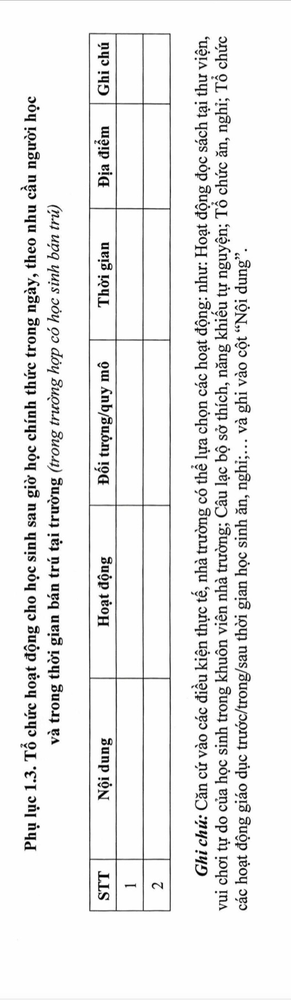 Phụ lục 1.3. Tổ chức hoạt động cho học sinh sau giờ học chính thức trong ngày, theo nhu cầu người học
và trong thời gian bán trú tại trường (trong trường hợp có học sinh bán trú)
STT Nội dung Hoạt động Đối tượng/quy mô Thời gian Địa điểm Ghi chú
1
2
Ghi chú: Căn cứ vào các điều kiện thực tế, nhà trường có thể lựa chọn các hoạt động: như: Hoạt động đọc sách tại thư viện,
vui chơi tự do của học sinh trong khuôn viên nhà trường; Câu lạc bộ sở thích, năng khiếu tự nguyện; Tổ chức ăn, nghỉ; Tổ chức
các hoạt động giáo dục trước/trong/sau thời gian học sinh ăn, nghỉ;… và ghi vào cột “Nội dung”.